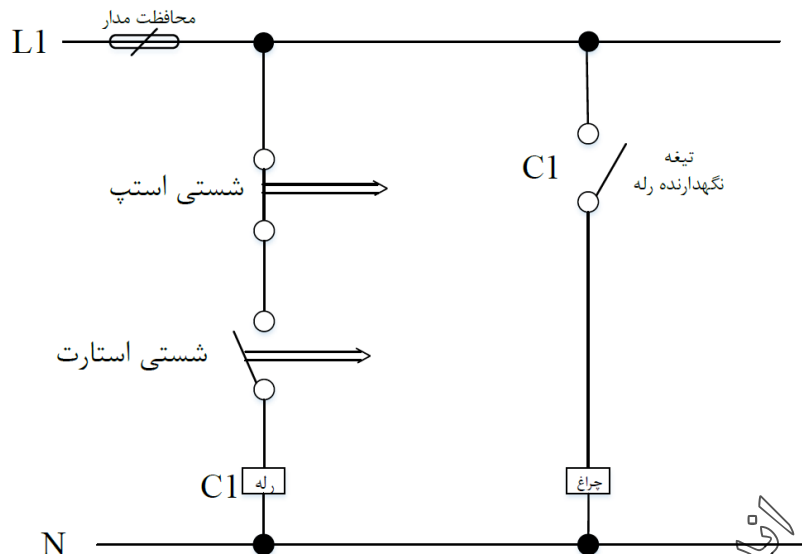 محافظت مدار
L1
شستی استپ
C1
تیغه
نگهدارنده رله
شستی استارت
C1
رله
چراغ
N